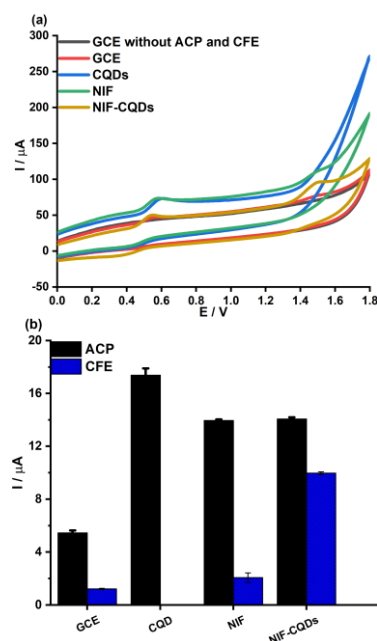 (a)
GCE without ACP and CFE
GCE
CQDs
NIF
NIF-CQDs
300
250
200
150
100
50
0
-50
I / µA
0.0 0.2 0.4 0.6 0.8 1.0 1.2 1.4 1.6 1.8
E / V
(b)
ACP
CFE
20
16
12
8
4
0
I / µA
GCE CQD NIF NIF-CQDs